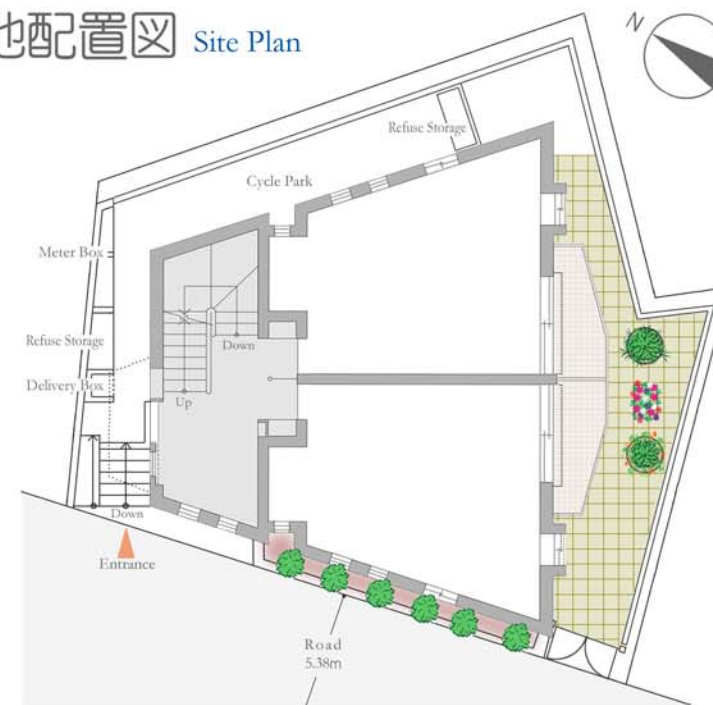 地配置図 Site Plan
N
Refuse Storage
Cycle Park
Meter Box
Refuse Storage
Down
Delivery Box
Up
Down
Entrance
Road
5.38m